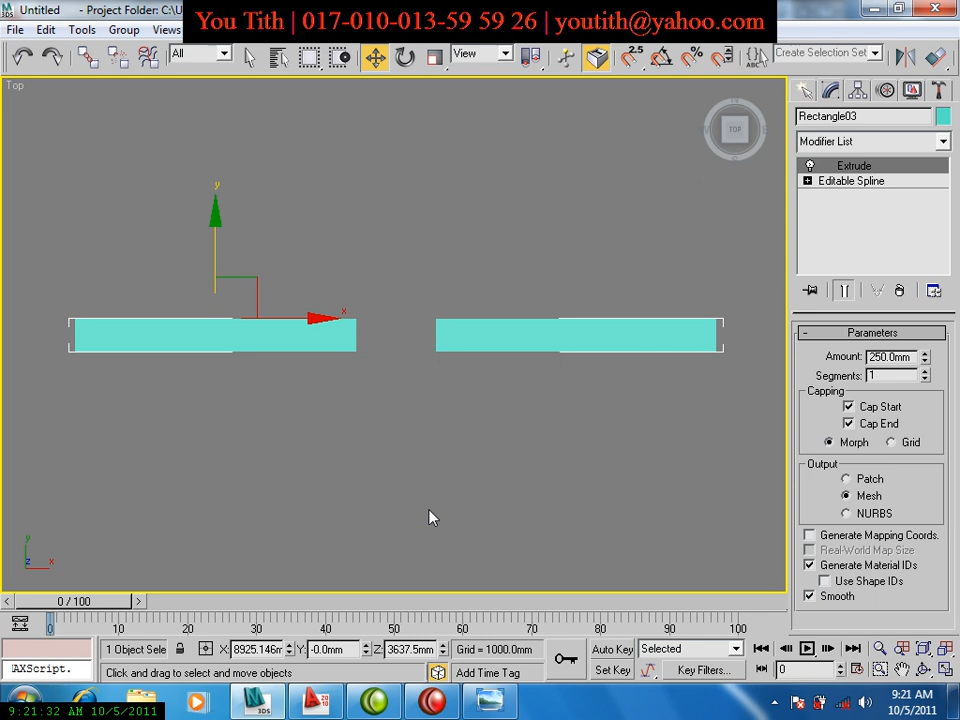 You Tith | 017-010-013-59 59 26 | youtith@yahoo.com
Untitled - Project Folder: C:\U
File Edit Tools Group Views
All
View
2.5
Create Selection Set
Top
TOP
y
x
Rectangle03
Modifier List
Extrude
Editable Spline
Parameters
Amount: 250.0mm
Segments: 1
Capping
Cap Start
Cap End
Morph Grid
Output
Patch
Mesh
NURBS
Generate Mapping Coords.
Real-World Map Size
Generate Material IDs
Use Shape IDs
Smooth
y
z x
0 / 100
0 10 20 30 40 50 60 70 80 90 100
1 Object Sele X: 8925.146m Y: -0.0mm Z: 3637.5mm Grid = 1000.0mm Auto Key Selected
AXScript. Click and drag to select and move objects Add Time Tag Set Key Key Filters... 0
9:21:32 AM 10/5/2011
9:21 AM
10/5/2011